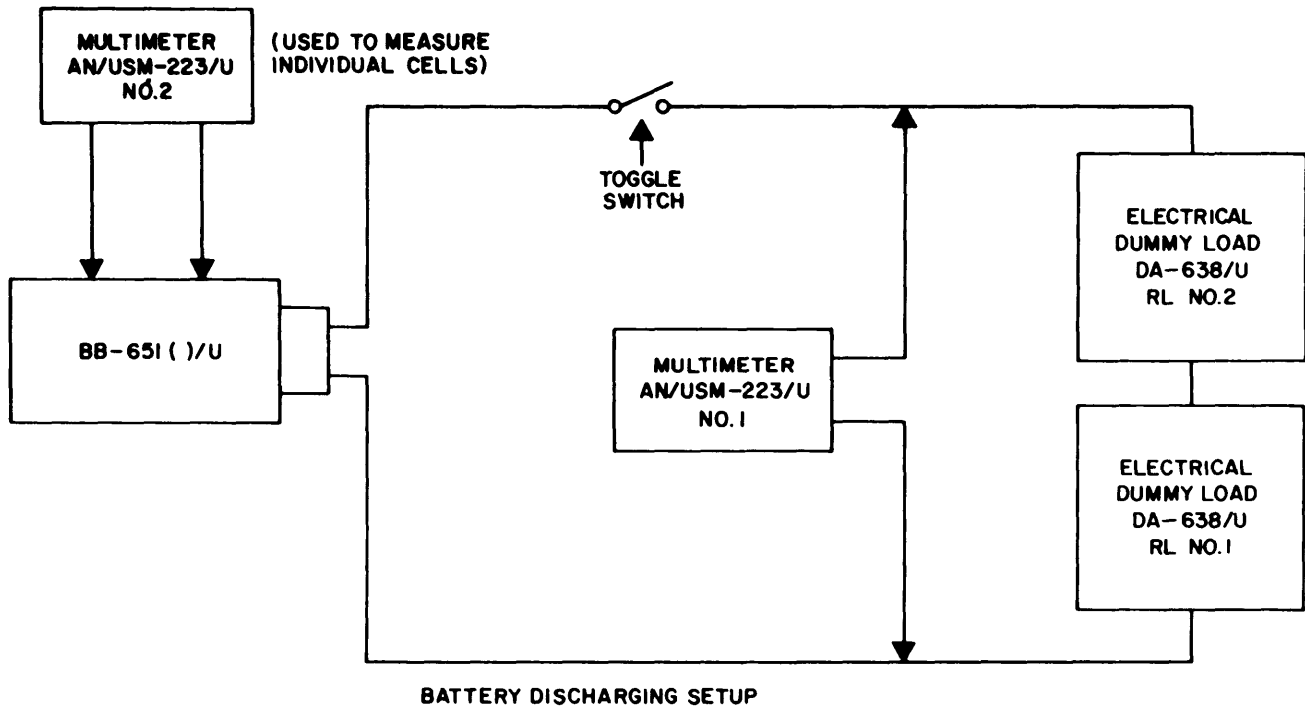 MULTIMETER
AN/USM-223/U
NO.2
(USED TO MEASURE
INDIVIDUAL CELLS)
TOGGLE
SWITCH
BB-651 ( )/U
MULTIMETER
AN/USM-223/U
NO.1
ELECTRICAL
DUMMY LOAD
DA-638/U
RL NO.2
ELECTRICAL
DUMMY LOAD
DA-638/U
RL NO.1
BATTERY DISCHARGING SETUP